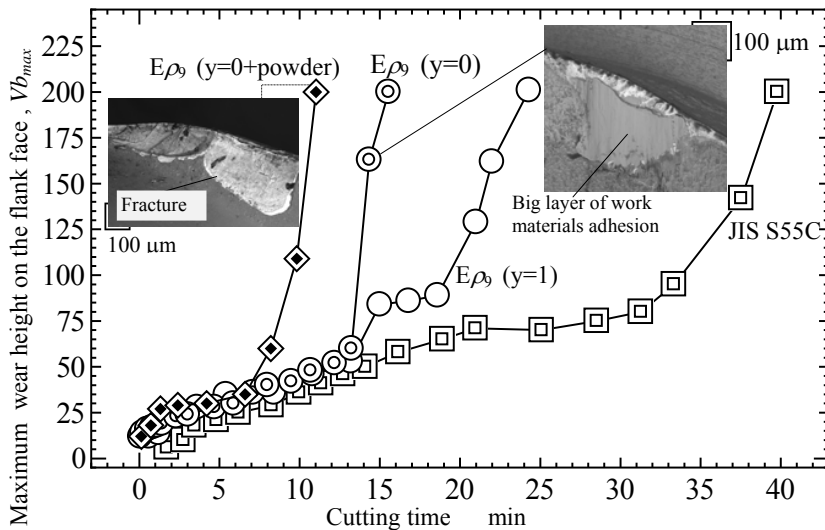 Maximum wear height on the flank face , Vb_max
225
200
175
150
125
100
75
50
25
0
0 5 10 15 20 25 30 35 40
Cutting time min
Eρ₉ (y=0+powder)
Eρ₉ (y=0)
100 μm
Fracture
100 μm
Big layer of work
materials adhesion
JIS S55C
Eρ₉ (y=1)